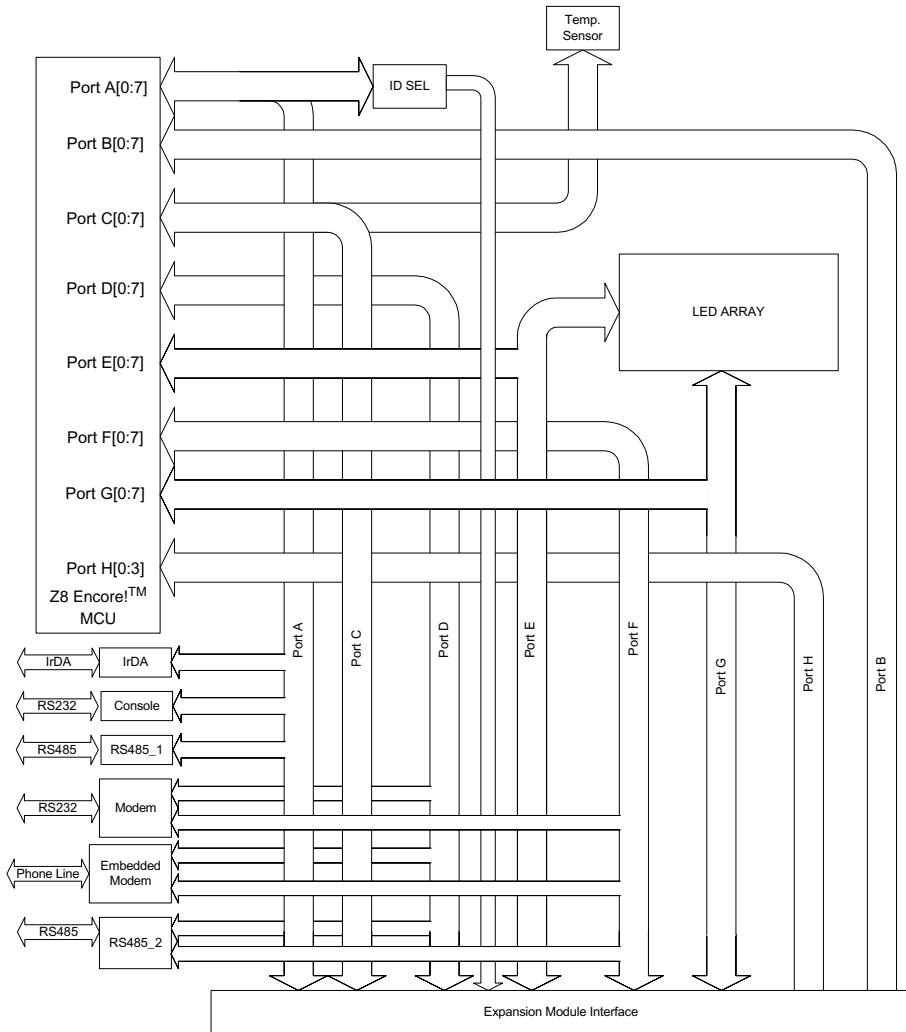 Temp.
Sensor
Port A[0:7]
ID SEL
Port B[0:7]
Port C[0:7]
Port D[0:7]
LED ARRAY
Port E[0:7]
Port F[0:7]
Port G[0:7]
Port H[0:3]
Z8 Encore!TM
MCU
Port A
Port C
Port D
Port E
Port F
Port G
Port H
Port B
IrDA
IrDA
RS232
Console
RS485
RS485_1
RS232
Modem
Phone Line
Embedded
Modem
RS485
RS485_2
Expansion Module Interface